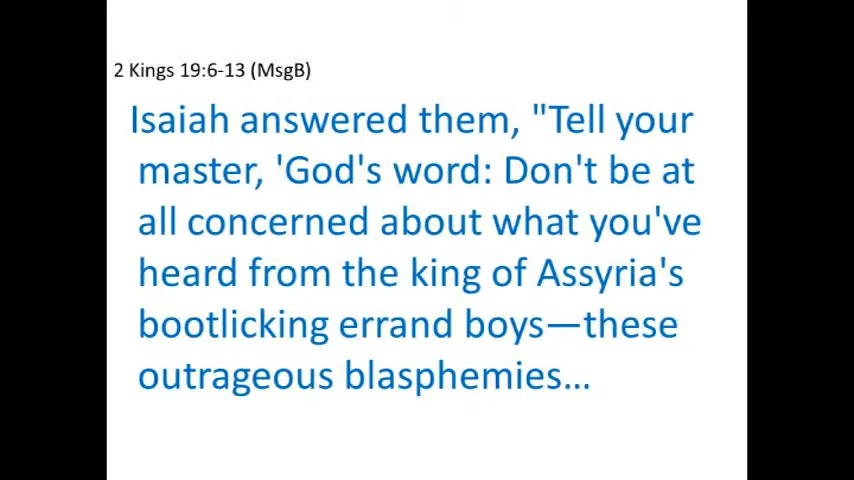 2 Kings 19:6-13 (MsgB)
Isaiah answered them, "Tell your
master, 'God's word: Don't be at
all concerned about what you've
heard from the king of Assyria's
bootlicking errand boys—these
outrageous blasphemies…